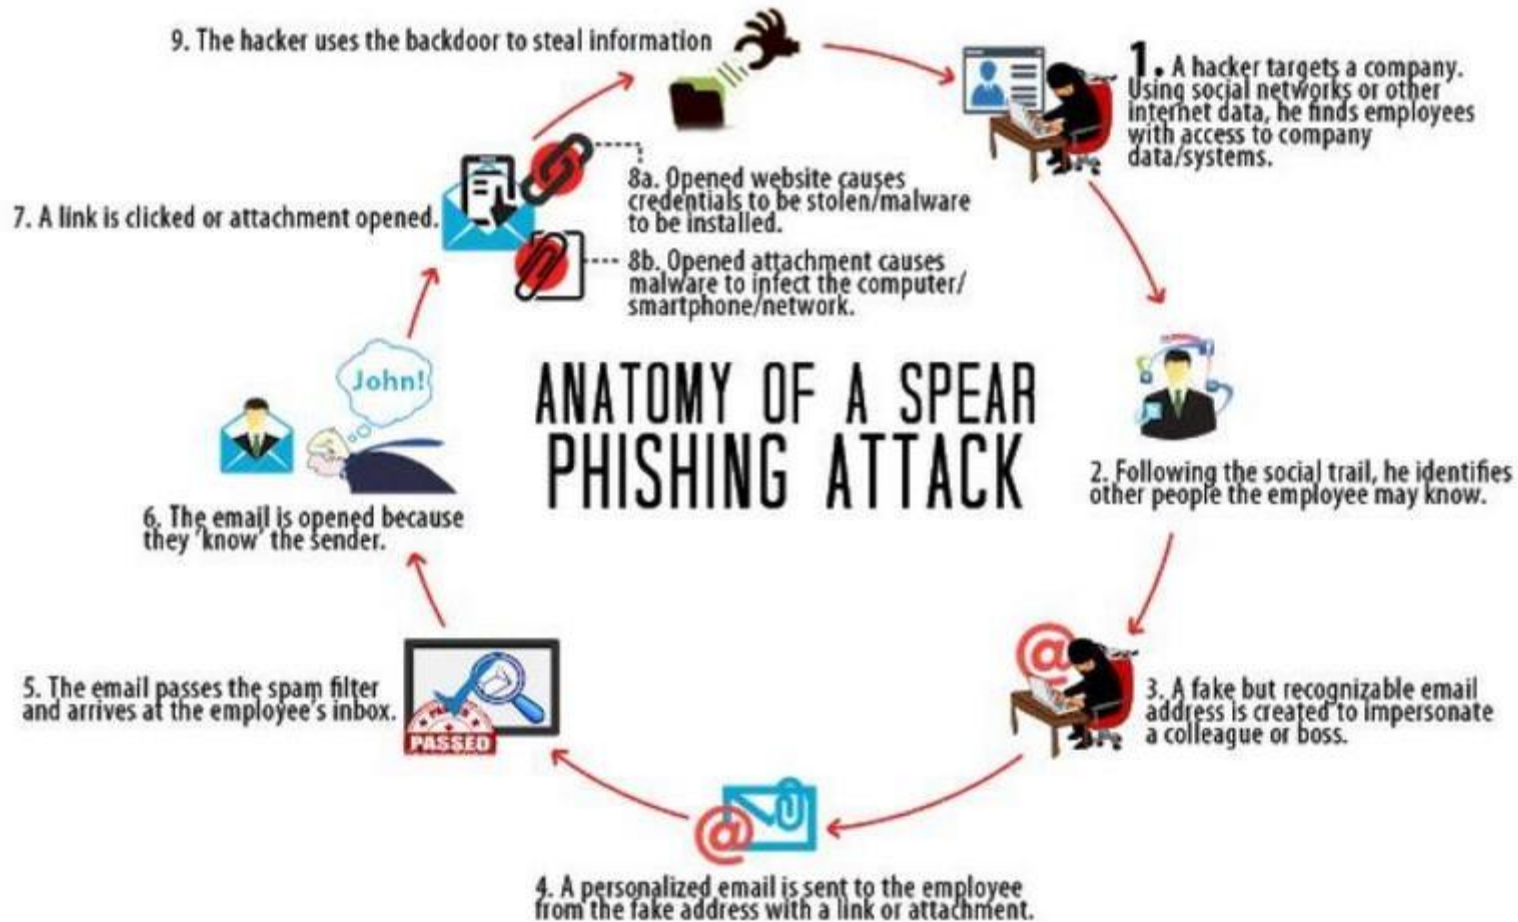 9. The hacker uses the backdoor to steal information
1. A hacker targets a company.
Using social networks or other
internet data, he finds employees
with access to company
data/systems.
8a. Opened website causes
credentials to be stolen/malware
to be installed.
7. A link is clicked or attachment opened.
8b. Opened attachment causes
malware to infect the computer/
smartphone/network.
John!
ANATOMY OF A SPEAR
PHISHING ATTACK
2. Following the social trail, he identifies
other people the employee may know.
6. The email is opened because
they 'know' the sender.
5. The email passes the spam filter
and arrives at the employee's inbox.
PASSED
@
3. A fake but recognizable email
address is created to impersonate
a colleague or boss.
@
4. A personalized email is sent to the employee
from the fake address with a link or attachment.